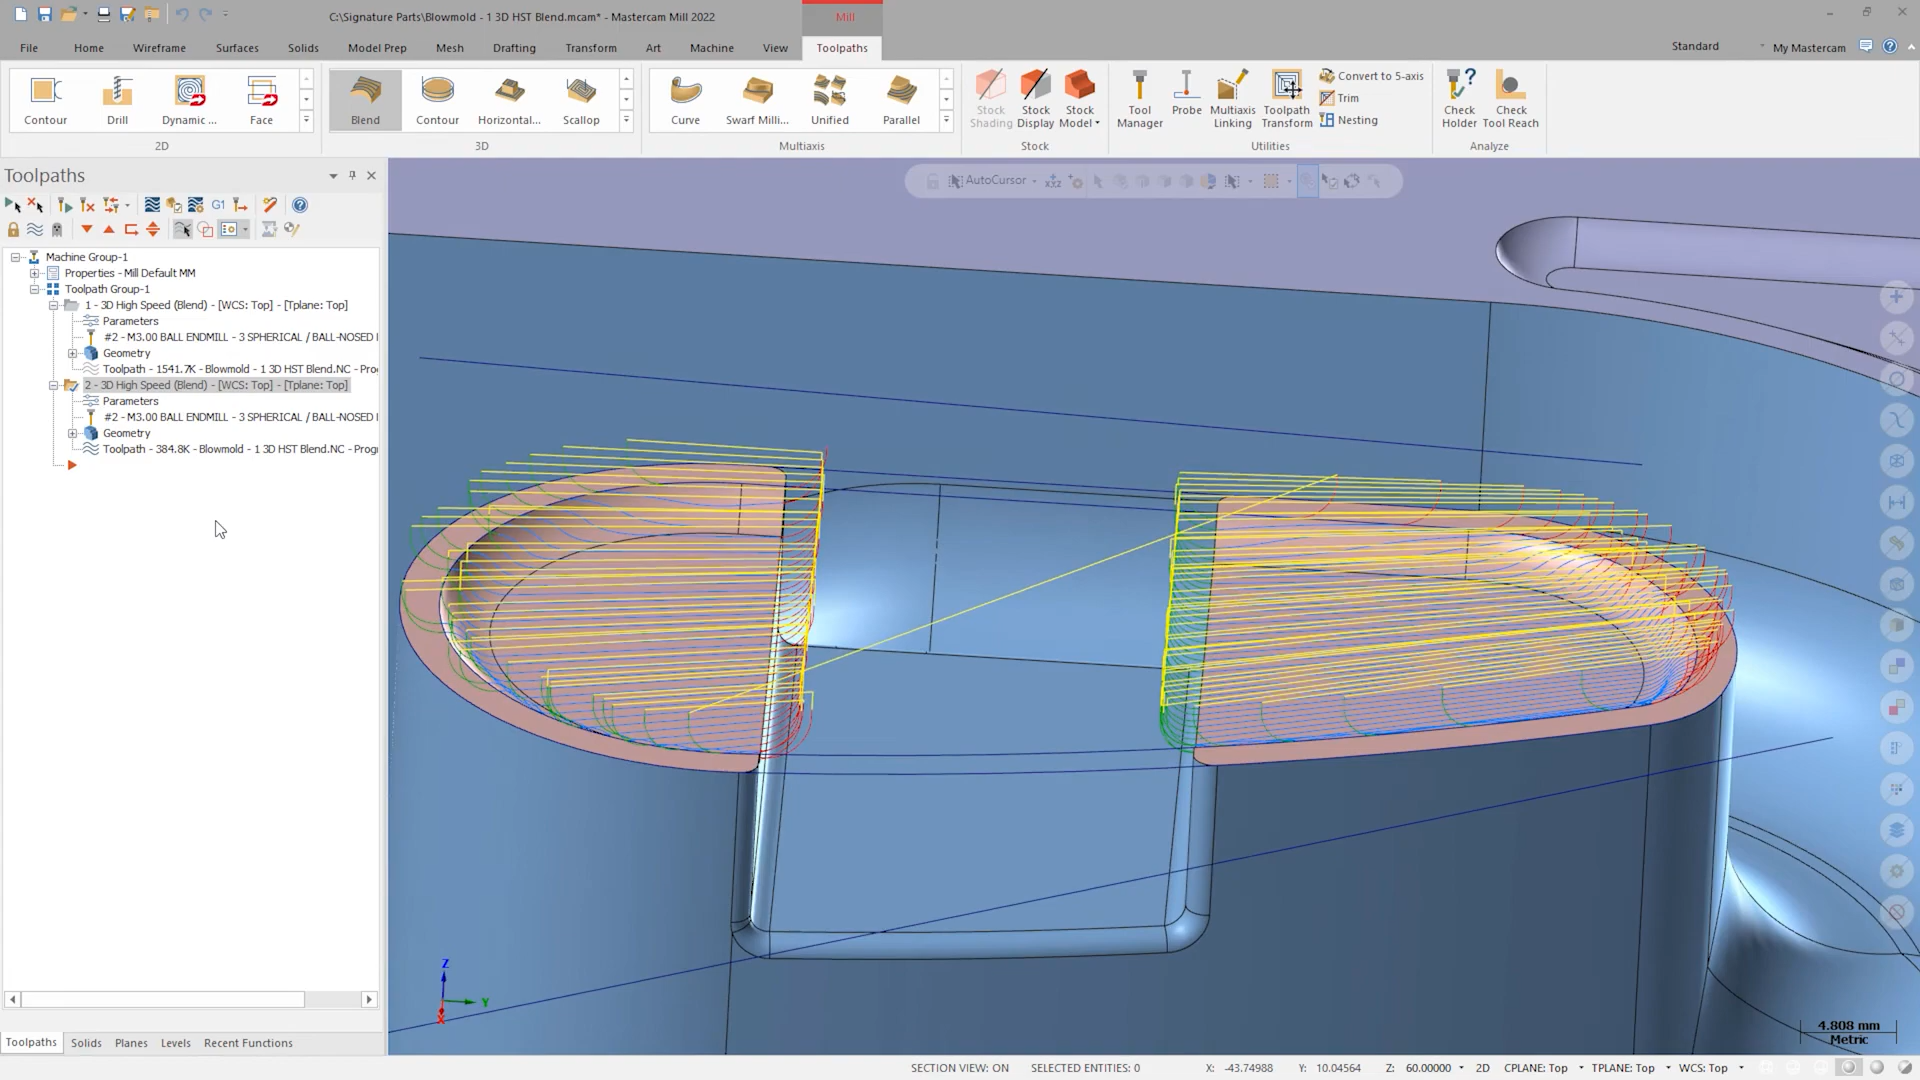 C:\Signature Parts\Blowmold - 1 3D HST Blend.mcam* - Mastercam Mill 2022
Mill
File Home Wireframe Surfaces Solids Model Prep Mesh Drafting Transform Art Machine View Toolpaths
Standard My Mastercam
Contour Drill Dynamic ... Face
2D
Blend Contour Horizontal... Scallop
3D
Curve Swarf Milli... Unified Parallel
Multiaxis
Stock Shading Stock Display Stock Model
Stock
Tool Manager Probe Multiaxis Linking Toolpath Transform
Convert to 5-axis
Trim
Nesting
Utilities
Check Holder Check Tool Reach
Analyze
Toolpaths
G1
AutoCursor
Machine Group-1
Properties - Mill Default MM
Toolpath Group-1
1 - 3D High Speed (Blend) - [WCS: Top] - [Tplane: Top]
Parameters
#2 - M3.00 BALL ENDMILL - 3 SPHERICAL / BALL-NOSED
Geometry
Toolpath - 1541.7K - Blowmold - 1 3D HST Blend.NC - Pro
2 - 3D High Speed (Blend) - [WCS: Top] - [Tplane: Top]
Parameters
#2 - M3.00 BALL ENDMILL - 3 SPHERICAL / BALL-NOSED
Geometry
Toolpath - 384.8K - Blowmold - 1 3D HST Blend.NC - Progr
Z
Y
X
4.808 mm
Metric
Toolpaths Solids Planes Levels Recent Functions
SECTION VIEW: ON SELECTED ENTITIES: 0 X: -43.74988 Y: 10.04564 Z: 60.00000 2D CPLANE: Top TPLANE: Top WCS: Top